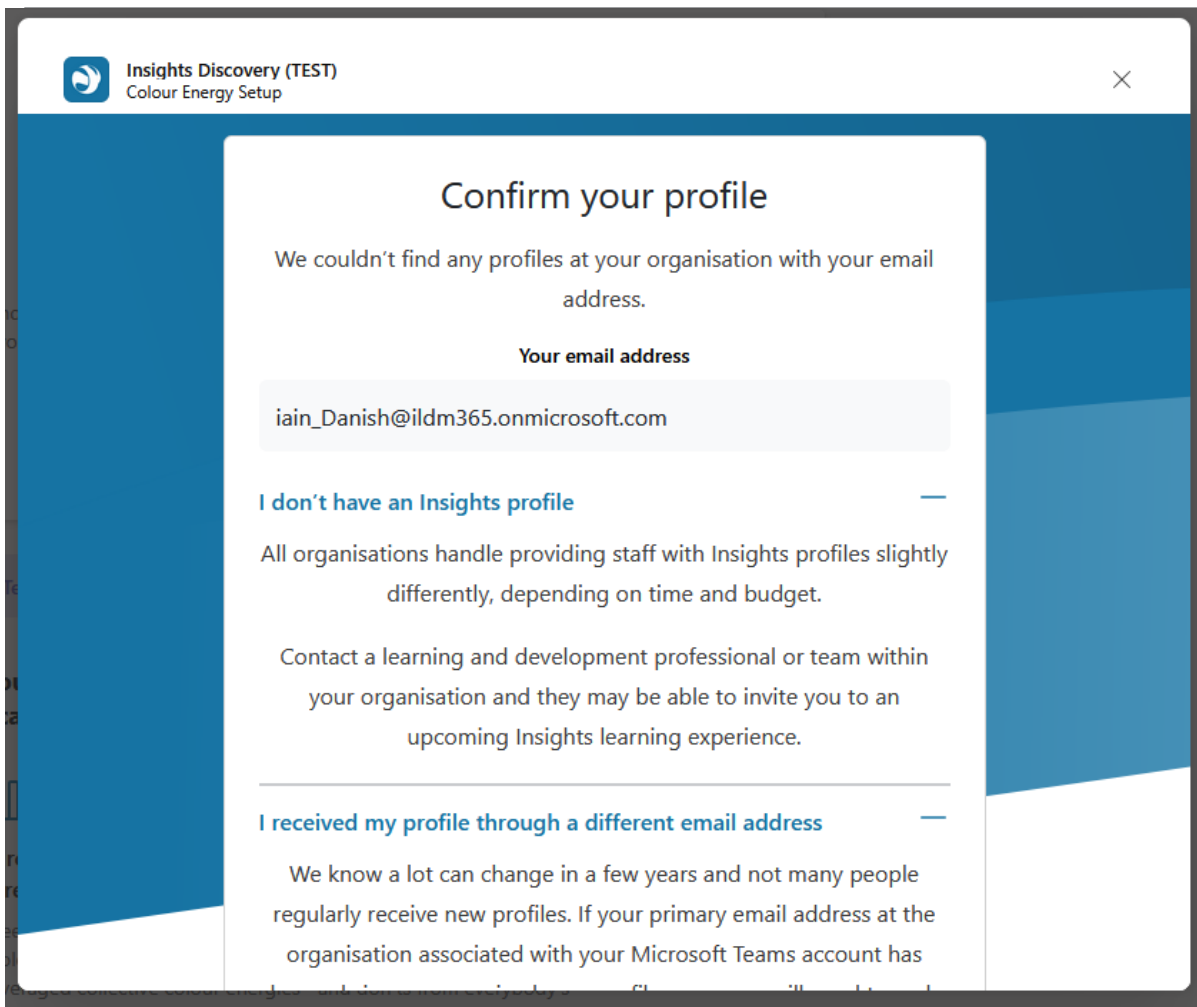 Insights Discovery (TEST)
Colour Energy Setup
Confirm your profile
We couldn’t find any profiles at your organisation with your email
address.
Your email address
iain_Danish@ildm365.onmicrosoft.com
I don’t have an Insights profile
All organisations handle providing staff with Insights profiles slightly
differently, depending on time and budget.
Contact a learning and development professional or team within
your organisation and they may be able to invite you to an
upcoming Insights learning experience.
I received my profile through a different email address
We know a lot can change in a few years and not many people
regularly receive new profiles. If your primary email address at the
organisation associated with your Microsoft Teams account has